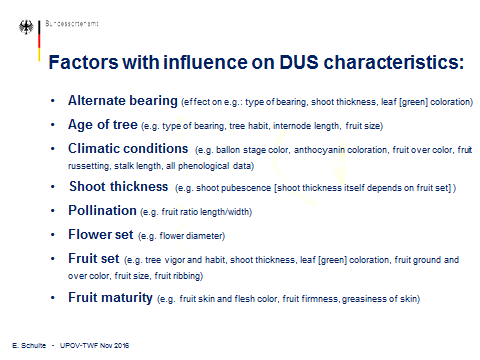 Bundessortenamt
Factors with influence on DUS characteristics:
• Alternate bearing (effect on e.g.: type of bearing, shoot thickness, leaf [green] coloration)
• Age of tree (e.g. type of bearing, tree habit, internode length, fruit size)
• Climatic conditions (e.g. ballon stage color, anthocyanin coloration, fruit over color, fruit
russetting, stalk length, all phenological data)
• Shoot thickness (e.g. shoot pubescence [shoot thickness itself depends on fruit set] )
• Pollination (e.g. fruit ratio length/width)
• Flower set (e.g. flower diameter)
• Fruit set (e.g. tree vigor and habit, shoot thickness, leaf [green] coloration, fruit ground and
over color, fruit size, fruit ribbing)
• Fruit maturity (e.g. fruit skin and flesh color, fruit firmness, greasiness of skin)
E. Schulte - UPOV-TWF Nov 2016